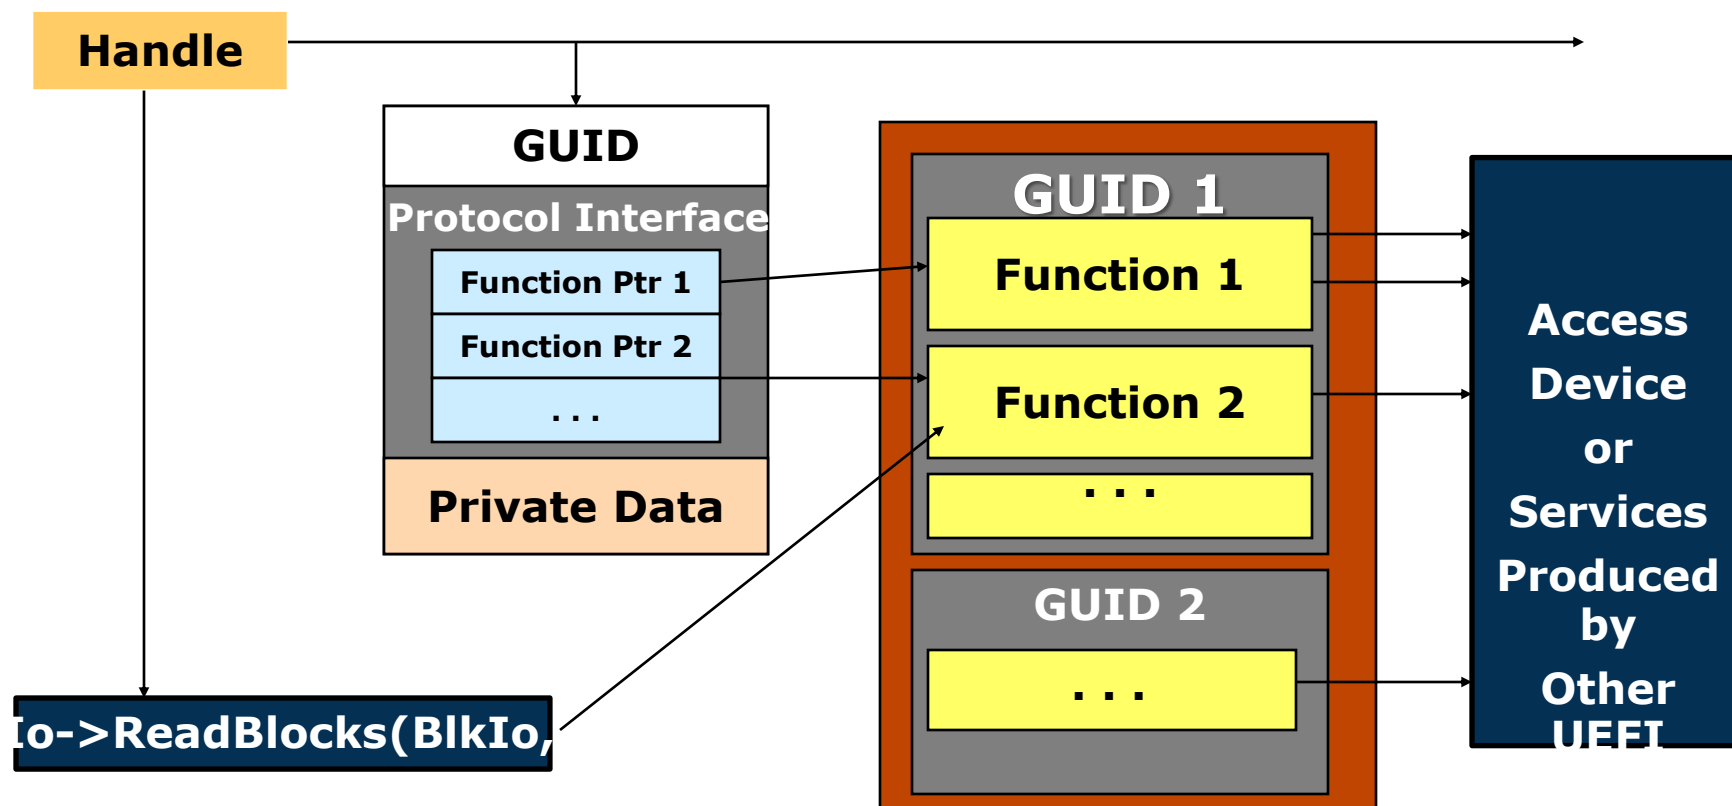 Handle
GUID
Protocol Interface
Function Ptr 1
Function Ptr 2
. . .
Private Data
Io->ReadBlocks(BlkIo,
GUID 1
Function 1
Function 2
. . .
GUID 2
. . .
Access
Device
or
Services
Produced
by
Other
UEFI